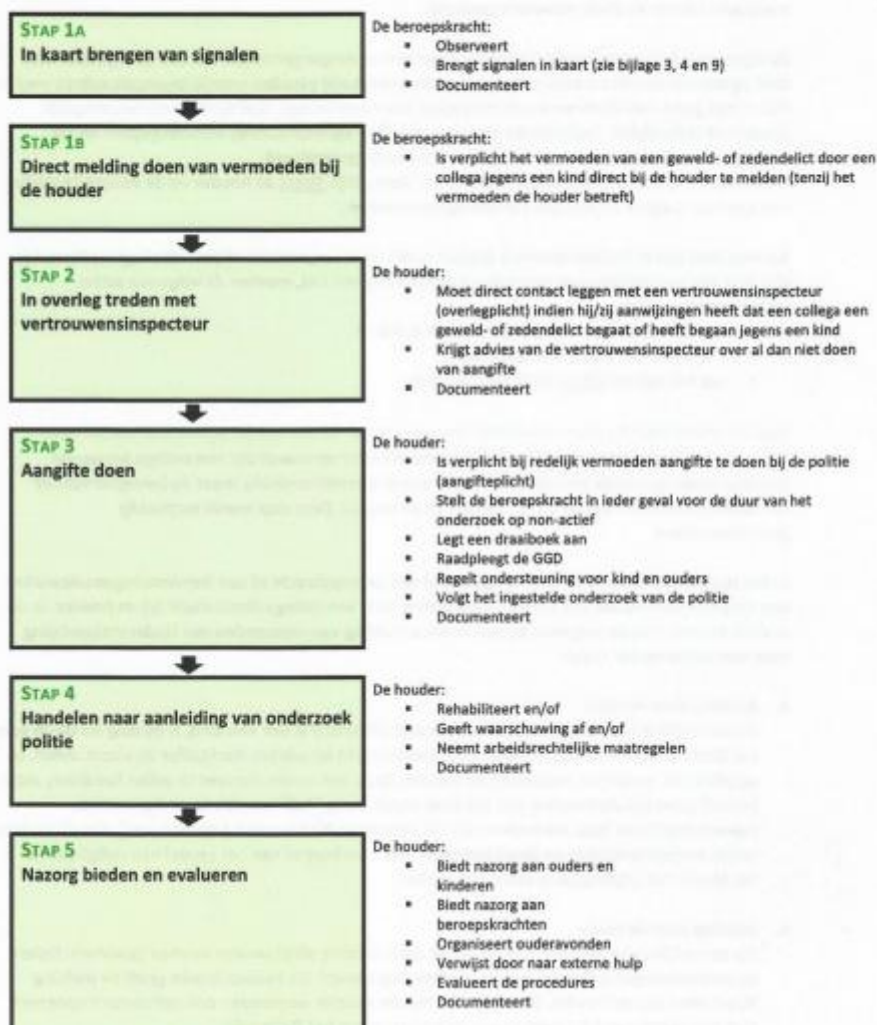 STAP 1A
In kaart brengen van signalen
De beroepskracht:
▪ Observeert
▪ Brengt signalen in kaart (zie bijlage 3, 4 en 9)
▪ Documenteert
STAP 1B
Direct melding doen van vermoeden bij
de houder
De beroepskracht:
▪ Is verplicht het vermoeden van een geweld- of zedendelict door een
collega jegens een kind direct bij de houder te melden (tenzij het
vermoeden de houder betreft)
STAP 2
In overleg treden met
vertrouwensinspecteur
De houder:
▪ Moet direct contact leggen met een vertrouwensinspecteur
(overlegplicht) indien hij/zij aanwijzingen heeft dat een collega een
geweld- of zedendelict begaat of heeft begaan jegens een kind
▪ Krijgt advies van de vertrouwensinspecteur over al dan niet doen
van aangifte
▪ Documenteert
STAP 3
Aangifte doen
De houder:
▪ Is verplicht bij redelijk vermoeden aangifte te doen bij de politie
(aangifteplicht)
▪ Stelt de beroepskracht in ieder geval voor de duur van het
onderzoek op non-actief
▪ Legt een draaiboek aan
▪ Raadpleegt de GGD
▪ Regelt ondersteuning voor kind en ouders
▪ Volgt het ingestelde onderzoek van de politie
▪ Documenteert
STAP 4
Handelen naar aanleiding van onderzoek
politie
De houder:
▪ Rehabiliteert en/of
▪ Geeft waarschuwing af en/of
▪ Neemt arbeidsrechtelijke maatregelen
▪ Documenteert
STAP 5
Nazorg bieden en evalueren
De houder:
▪ Biedt nazorg aan ouders en
kinderen
▪ Biedt nazorg aan
beroepskrachten
▪ Organiseert ouderavonden
▪ Verwijst door naar externe hulp
▪ Evalueert de procedures
▪ Documenteert